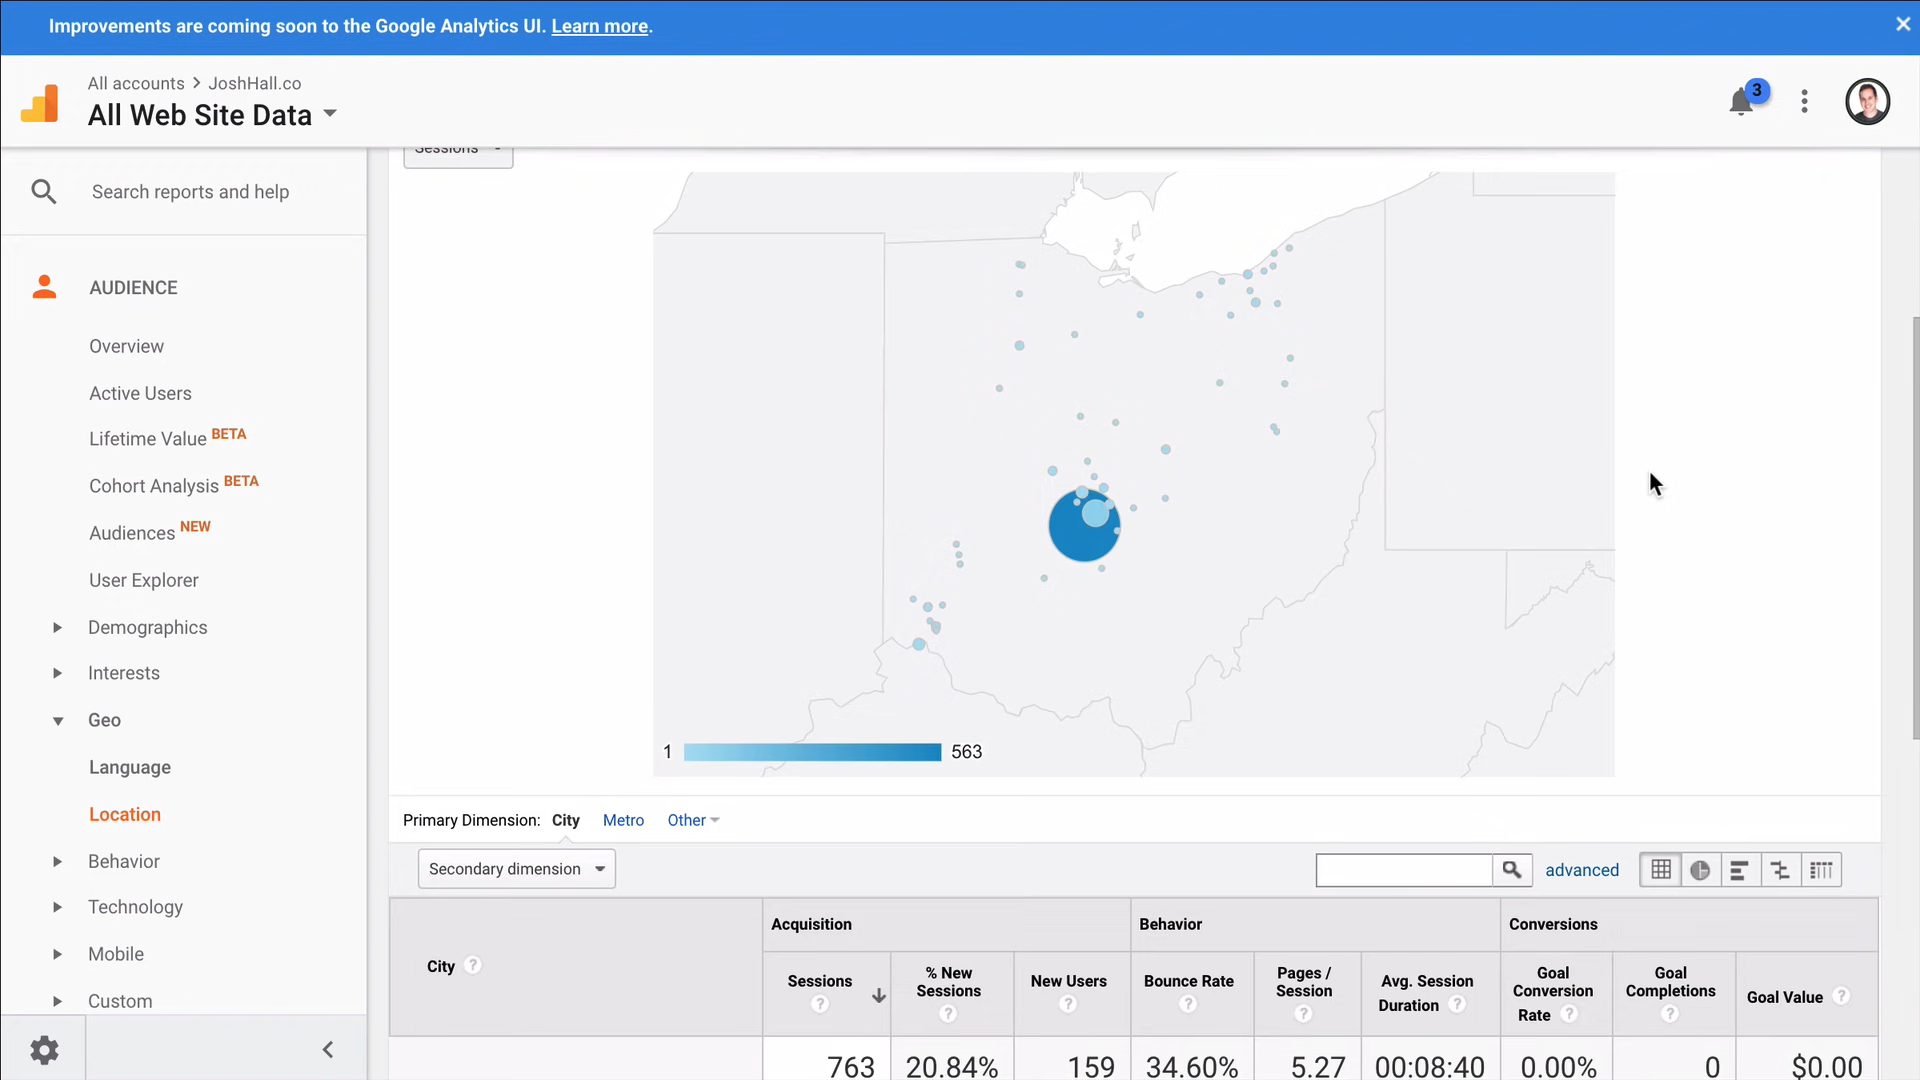 Improvements are coming soon to the Google Analytics UI. Learn more.
All accounts > JoshHall.co
All Web Site Data
3
Search reports and help
AUDIENCE
Overview
Active Users
Lifetime Value BETA
Cohort Analysis BETA
Audiences NEW
User Explorer
Demographics
Interests
Geo
Language
Location
Behavior
Technology
Mobile
Custom
Sessions
1
563
Primary Dimension: City Metro Other
Secondary dimension
advanced
City ?
Acquisition
Behavior
Conversions
Sessions ?
% New Sessions ?
New Users ?
Bounce Rate ?
Pages / Session ?
Avg. Session Duration ?
Goal Conversion Rate ?
Goal Completions ?
Goal Value ?
763
20.84%
159
34.60%
5.27
00:08:40
0.00%
0
$0.00